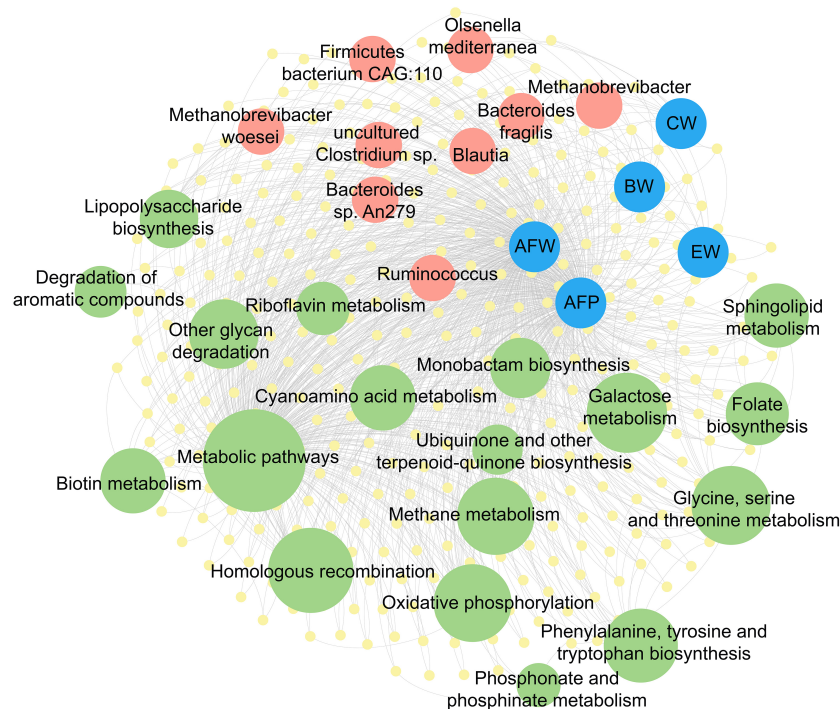 Olsenella
mediterranea
Firmicutes
bacterium CAG:110
Methanobrevibacter
Bacteroides
fragilis
CW
Methanobrevibacter
woesei
uncultured
Clostridium sp.
Blautia
BW
Bacteroides
sp. An279
Lipopolysaccharide
biosynthesis
AFW
EW
Ruminococcus
Degradation of
aromatic compounds
Riboflavin metabolism
AFP
Sphingolipid
metabolism
Other glycan
degradation
Monobactam biosynthesis
Cyanoamino acid metabolism
Galactose
metabolism
Folate
biosynthesis
Ubiquinone and other
terpenoid-quinone biosynthesis
Metabolic pathways
Biotin metabolism
Glycine, serine
and threonine metabolism
Methane metabolism
Homologous recombination
Oxidative phosphorylation
Phenylalanine, tyrosine and
tryptophan biosynthesis
Phosphonate and
phosphinate metabolism